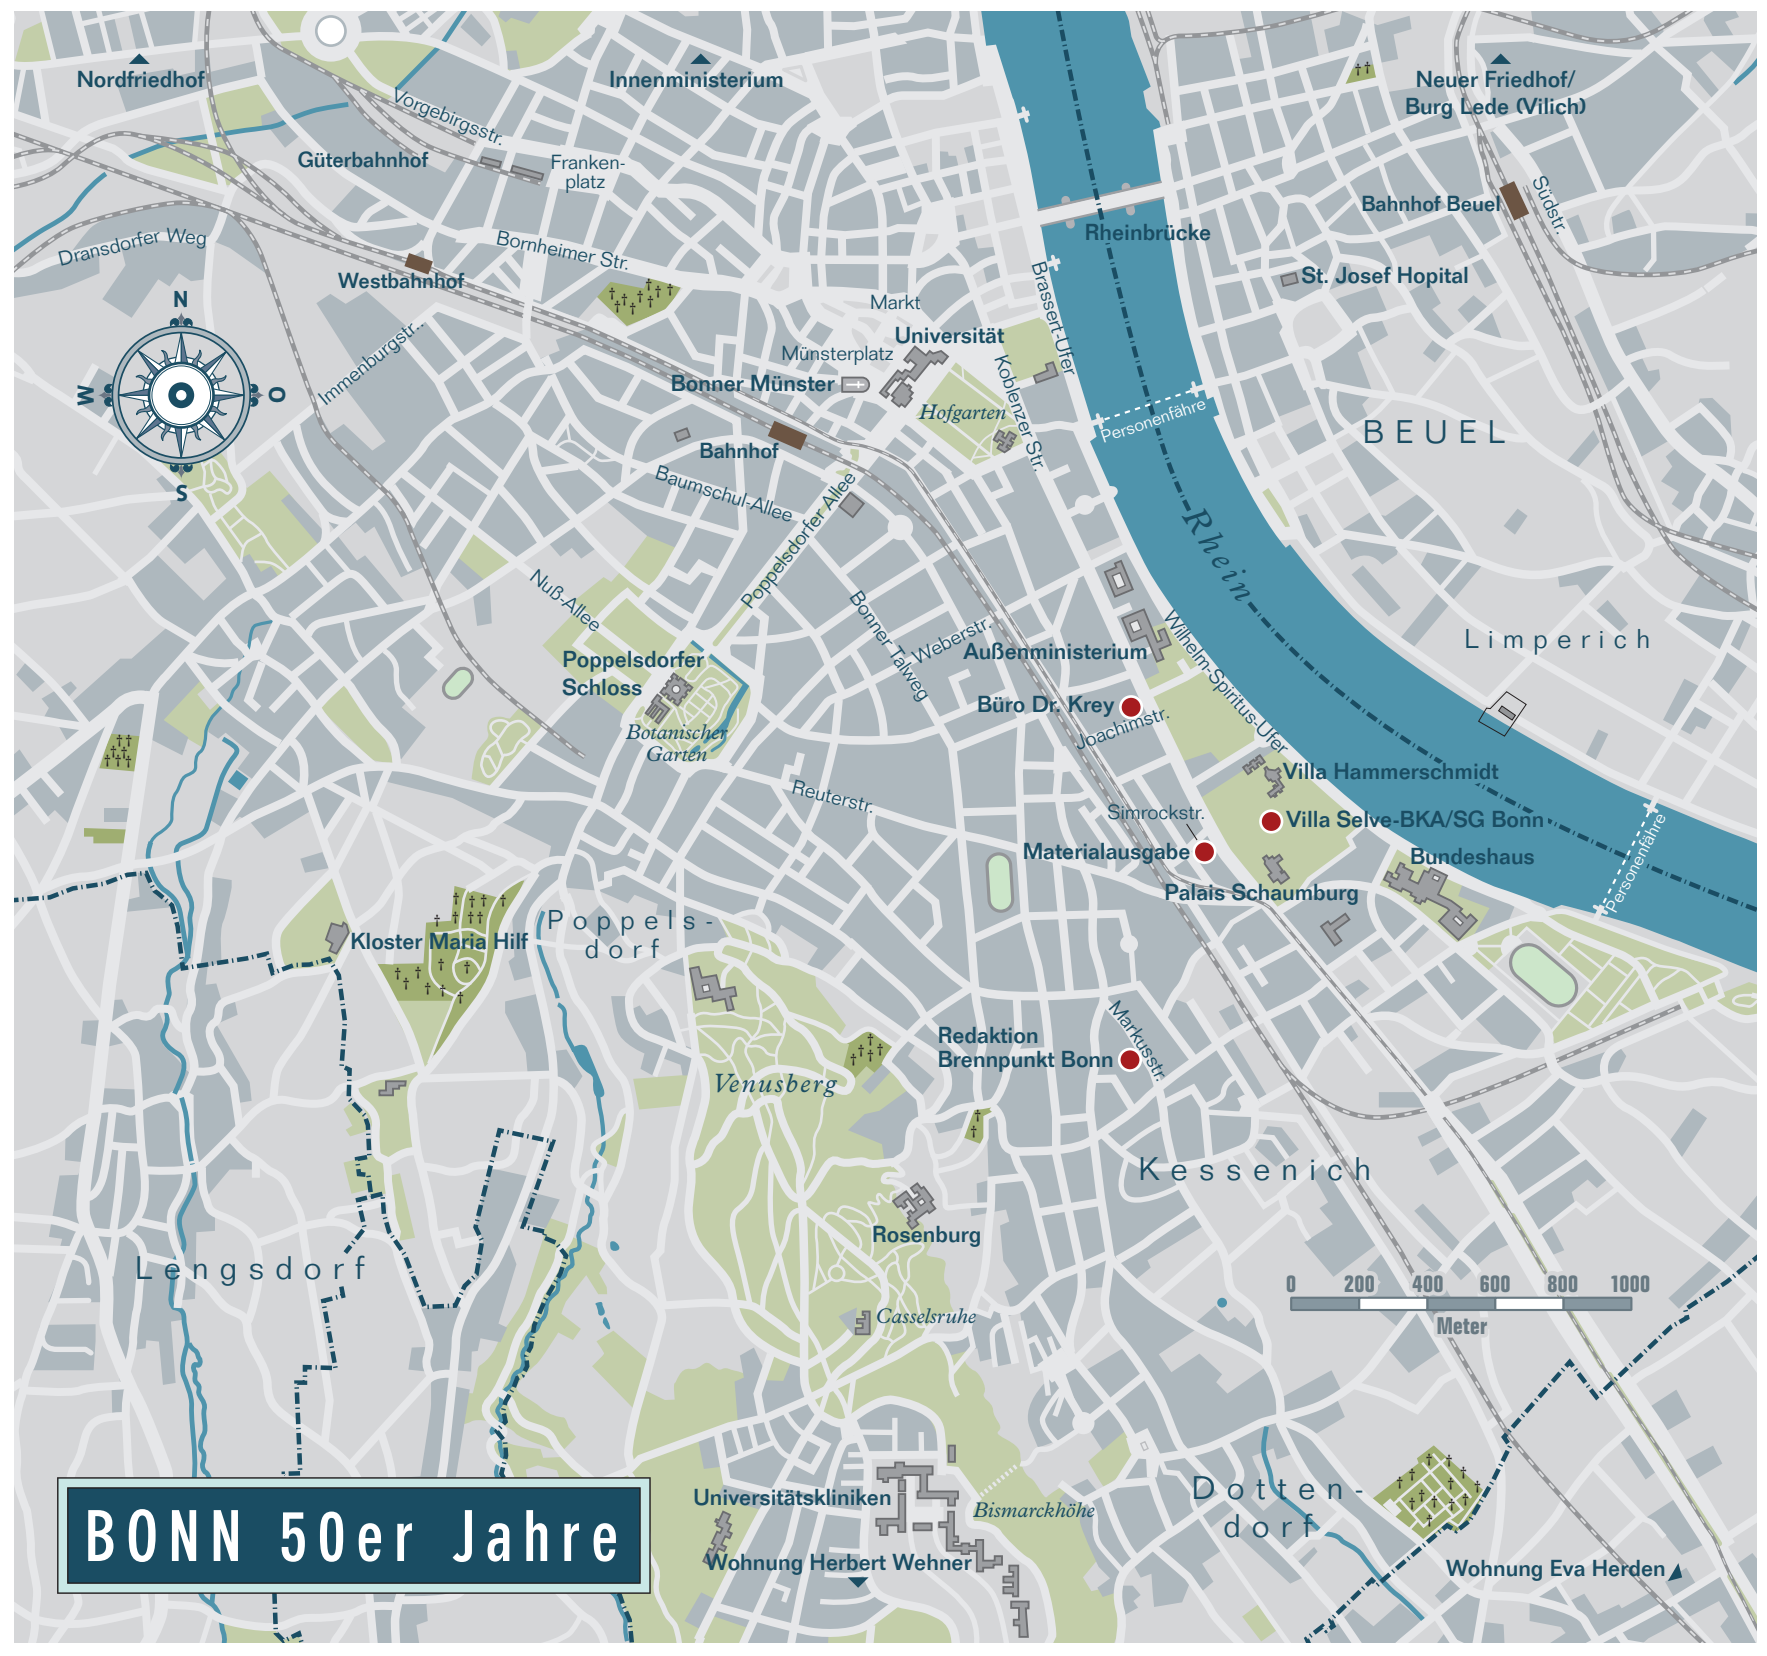 Nordfriedhof
Innenministerium
Neuer Friedhof/
Burg Lede (Vilich)
Vorgebirgsstr.
Güterbahnhof
Franken-
platz
Bahnhof Beuel
Südstr.
Dransdorfer Weg
Bornheimer Str.
Rheinbrücke
Westbahnhof
St. Josef Hopital
N
W
O
S
Immenburgstr..
Markt
Brassert-Ufer
Universität
Münsterplatz
Bonner Münster
Hofgarten
Koblenzer Str.
Personenfähre
BEUEL
Bahnhof
Baumschul-Allee
Poppelsdorfer Allee
Rhein
Nuß-Allee
Bonner Talweg
Weberstr.
Außenministerium
Wilhelm-Spiritus-Ufer
Limperich
Poppelsdorfer
Schloss
Büro Dr. Krey
Joachimstr.
Botanischer
Garten
Villa Hammerschmidt
Reuterstr.
Simrockstr.
Villa Selve-BKA/SG Bonn
Personenfähre
Materialausgabe
Bundeshaus
Palais Schaumburg
Poppels-
dorf
Kloster Maria Hilf
Redaktion
Brennpunkt Bonn
Markusstr.
Venusberg
Kessenich
Rosenburg
Lengsdorf
0 200 400 600 800 1000
Meter
Casselsruhe
Universitätskliniken
Bismarckhöhe
Dotten-
dorf
BONN 50er Jahre
Wohnung Herbert Wehner
Wohnung Eva Herden